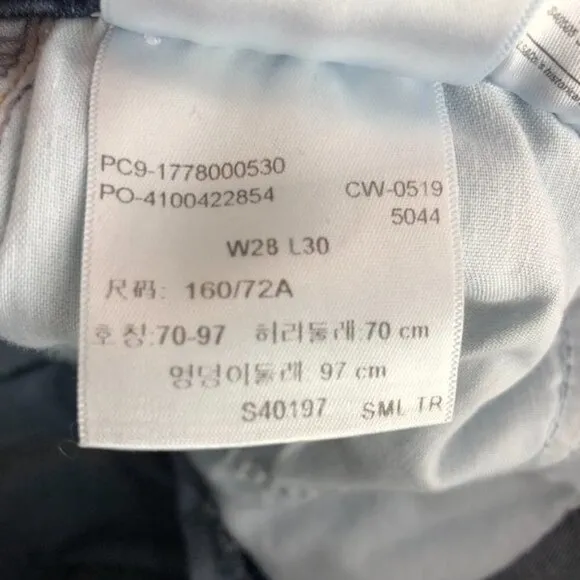 PC9-1778000530
PO-4100422854 CW-0519
5044
W28 L30
尺码: 160/72A
호칭:70-97 허리둘레:70 cm
엉덩이둘레 97 cm
S40197 SML TR